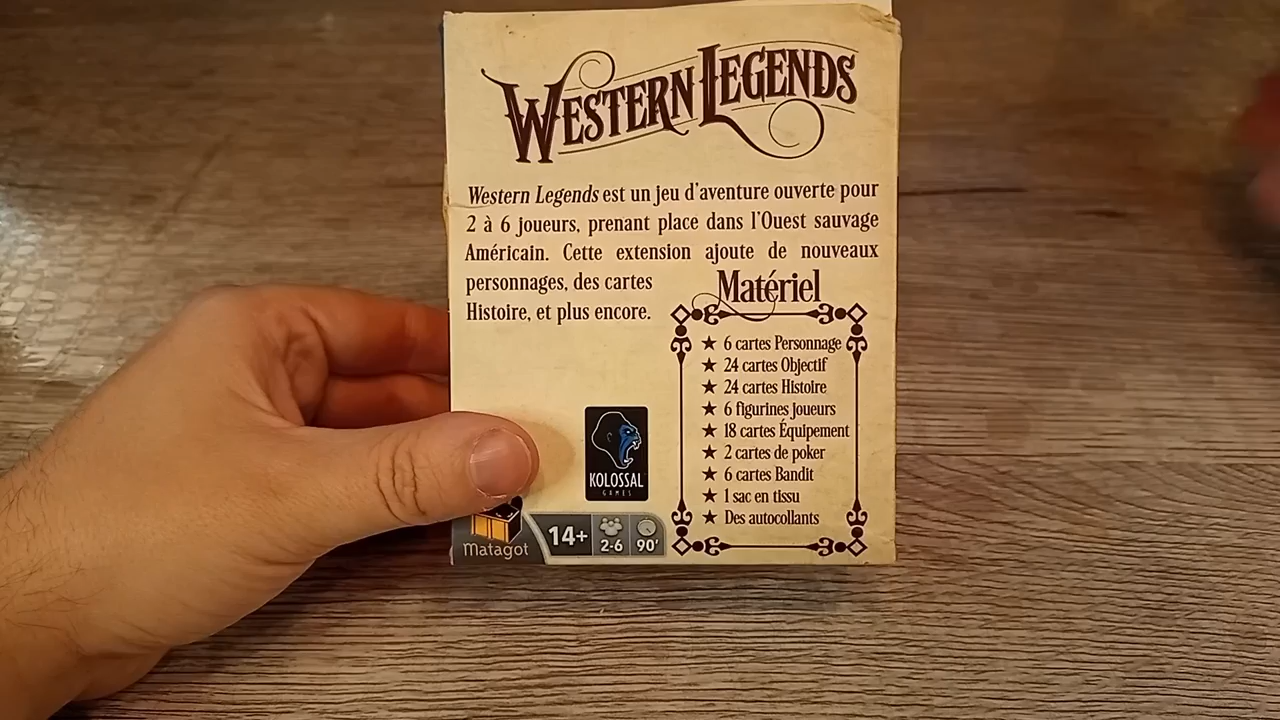 WESTERN LEGENDS
Western Legends est un jeu d'aventure ouverte pour
2 à 6 joueurs, prenant place dans l'Ouest sauvage
Américain. Cette extension ajoute de nouveaux
personnages, des cartes
Histoire, et plus encore.
Matériel
★ 6 cartes Personnage
★ 24 cartes Objectif
★ 24 cartes Histoire
★ 6 figurines joueurs
★ 18 cartes Équipement
★ 2 cartes de poker
★ 6 cartes Bandit
★ 1 sac en tissu
★ Des autocollants
KOLOSSAL
GAMES
Matagot
14+
2-6
90'